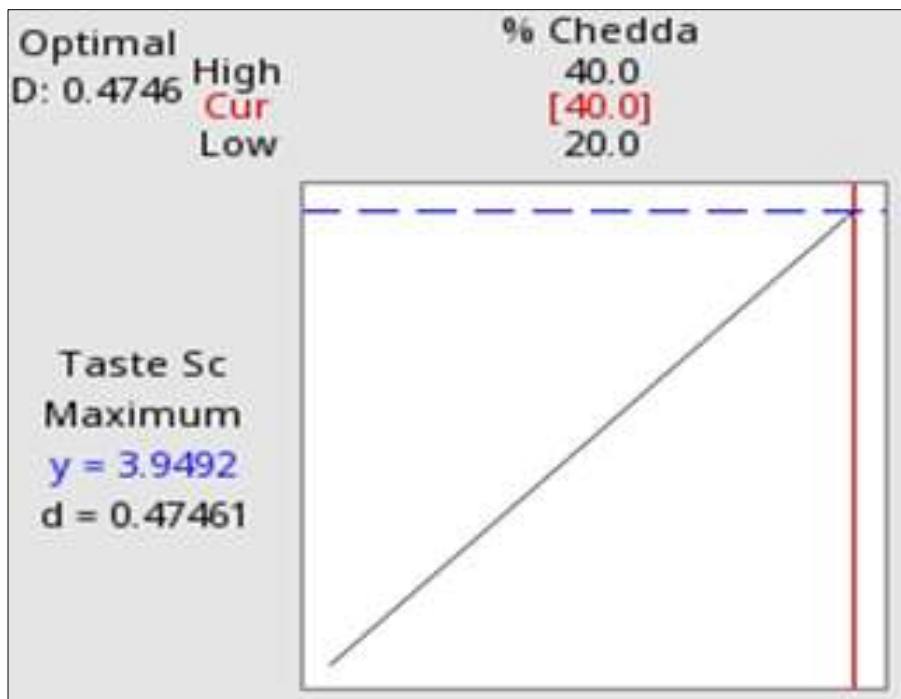 Optimal
D: 0.4746
High
Cur
Low
% Chedda
40.0
[40.0]
20.0
Taste Sc
Maximum
y = 3.9492
d = 0.47461